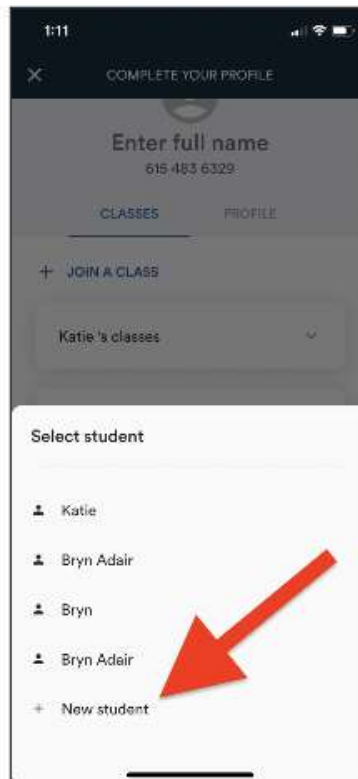 1:11
COMPLETE YOUR PROFILE
Enter full name
615 483 6329
CLASSES PROFILE
+ JOIN A CLASS
Katie 's classes
Select student
Katie
Bryn Adair
Bryn
Bryn Adair
+ New student